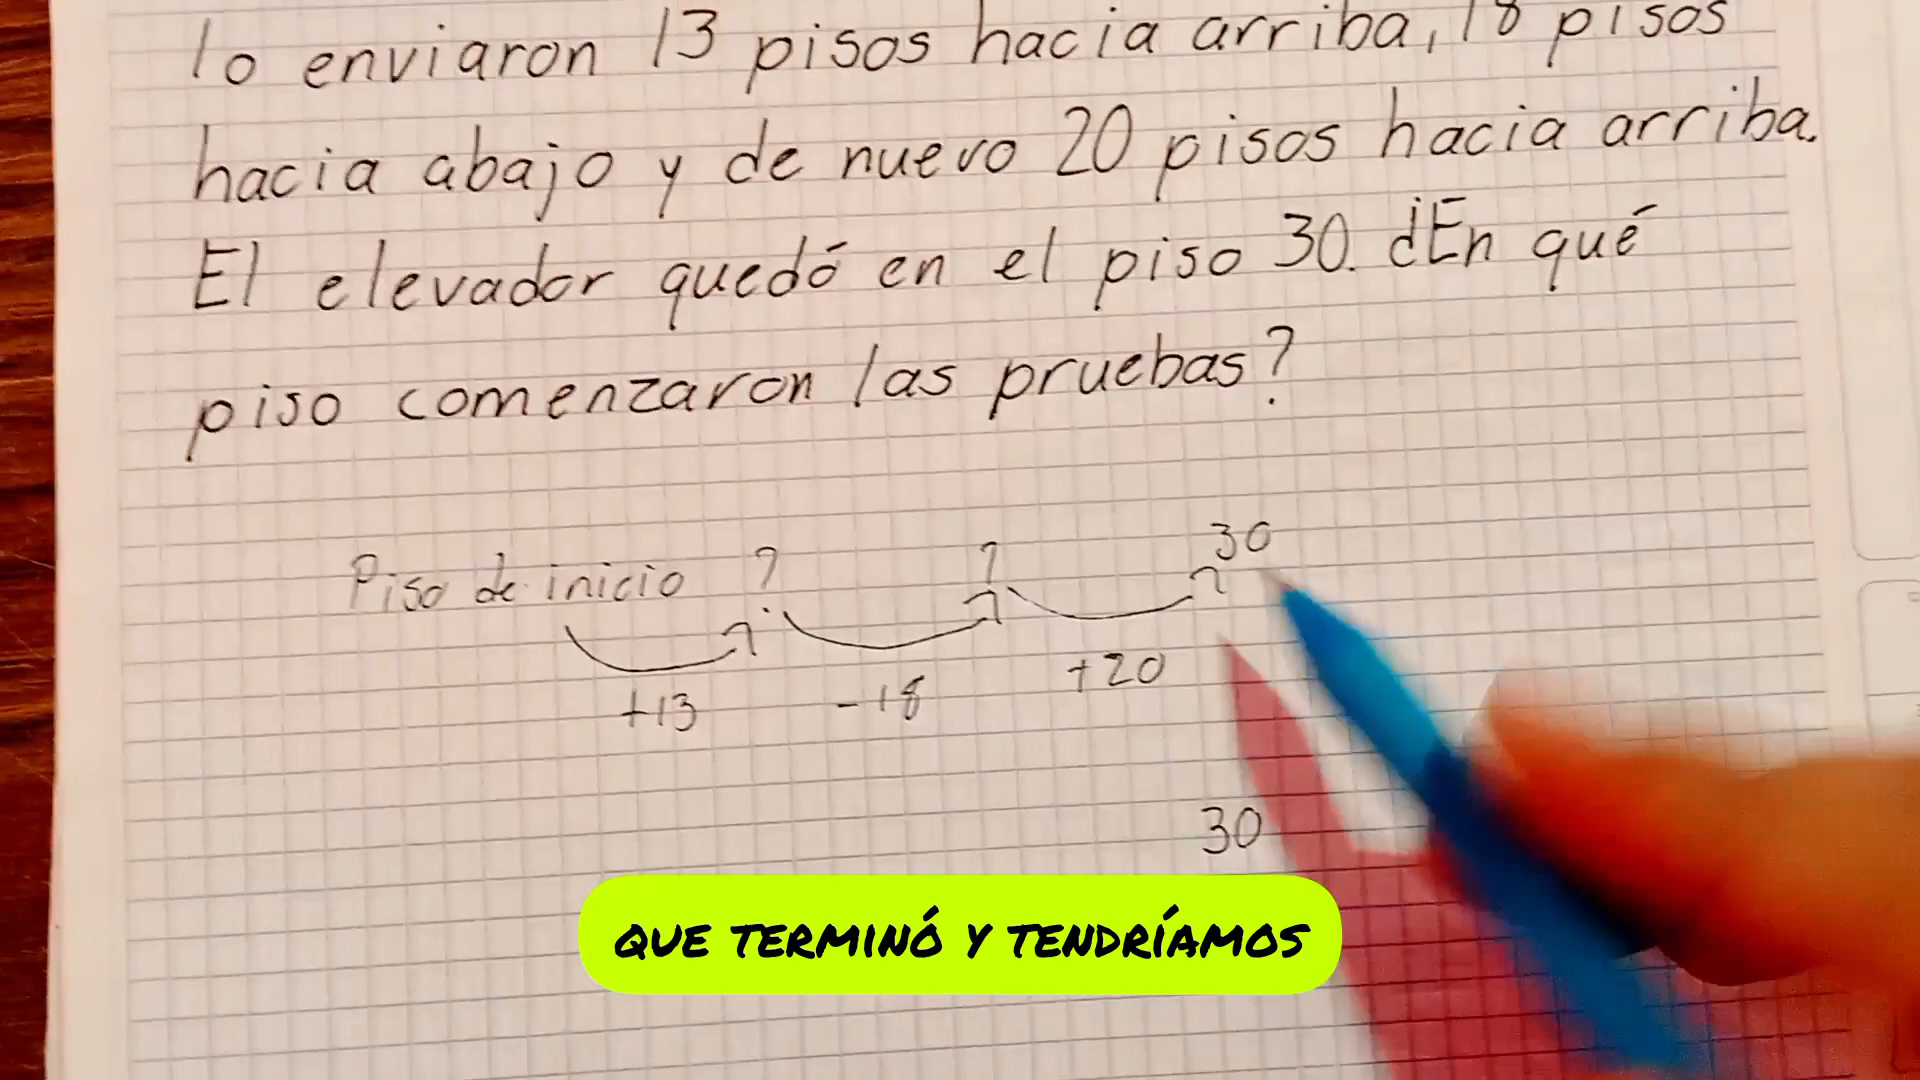 lo enviaron 13 pisos hacia arriba, 18 pisos
hacia abajo y de nuevo 20 pisos hacia arriba.
El elevador quedó en el piso 30. ¿En qué
piso comenzaron las pruebas?
30
Piso de inicio ? ?
+13 -18 +20
30
QUE TERMINÓ Y TENDRÍAMOS